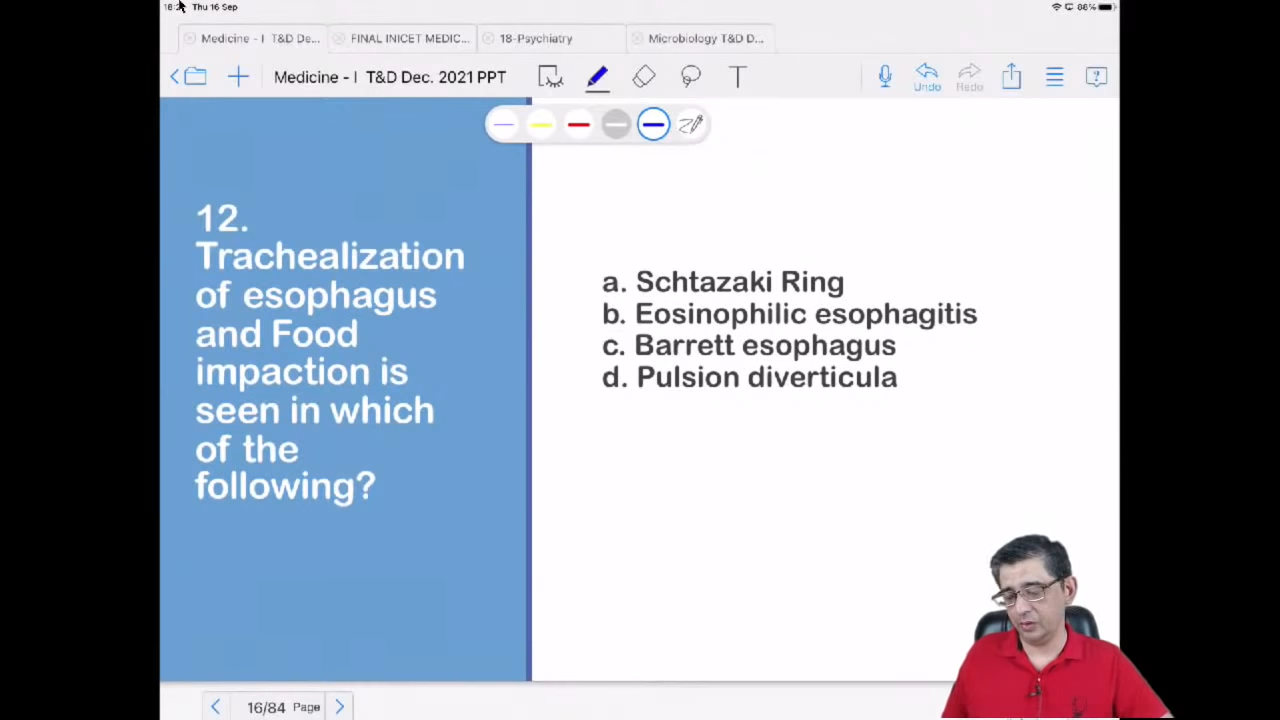 Thu 16 Sep
88%
Medicine - I T&D De...
FINAL INICET MEDIC...
18-Psychiatry
Microbiology T&D D...
Medicine - I T&D Dec. 2021 PPT
T
Undo
Redo
?
12.
Trachealization
of esophagus
and Food
impaction is
seen in which
of the
following?
a. Schtazaki Ring
b. Eosinophilic esophagitis
c. Barrett esophagus
d. Pulsion diverticula
16/84 Page